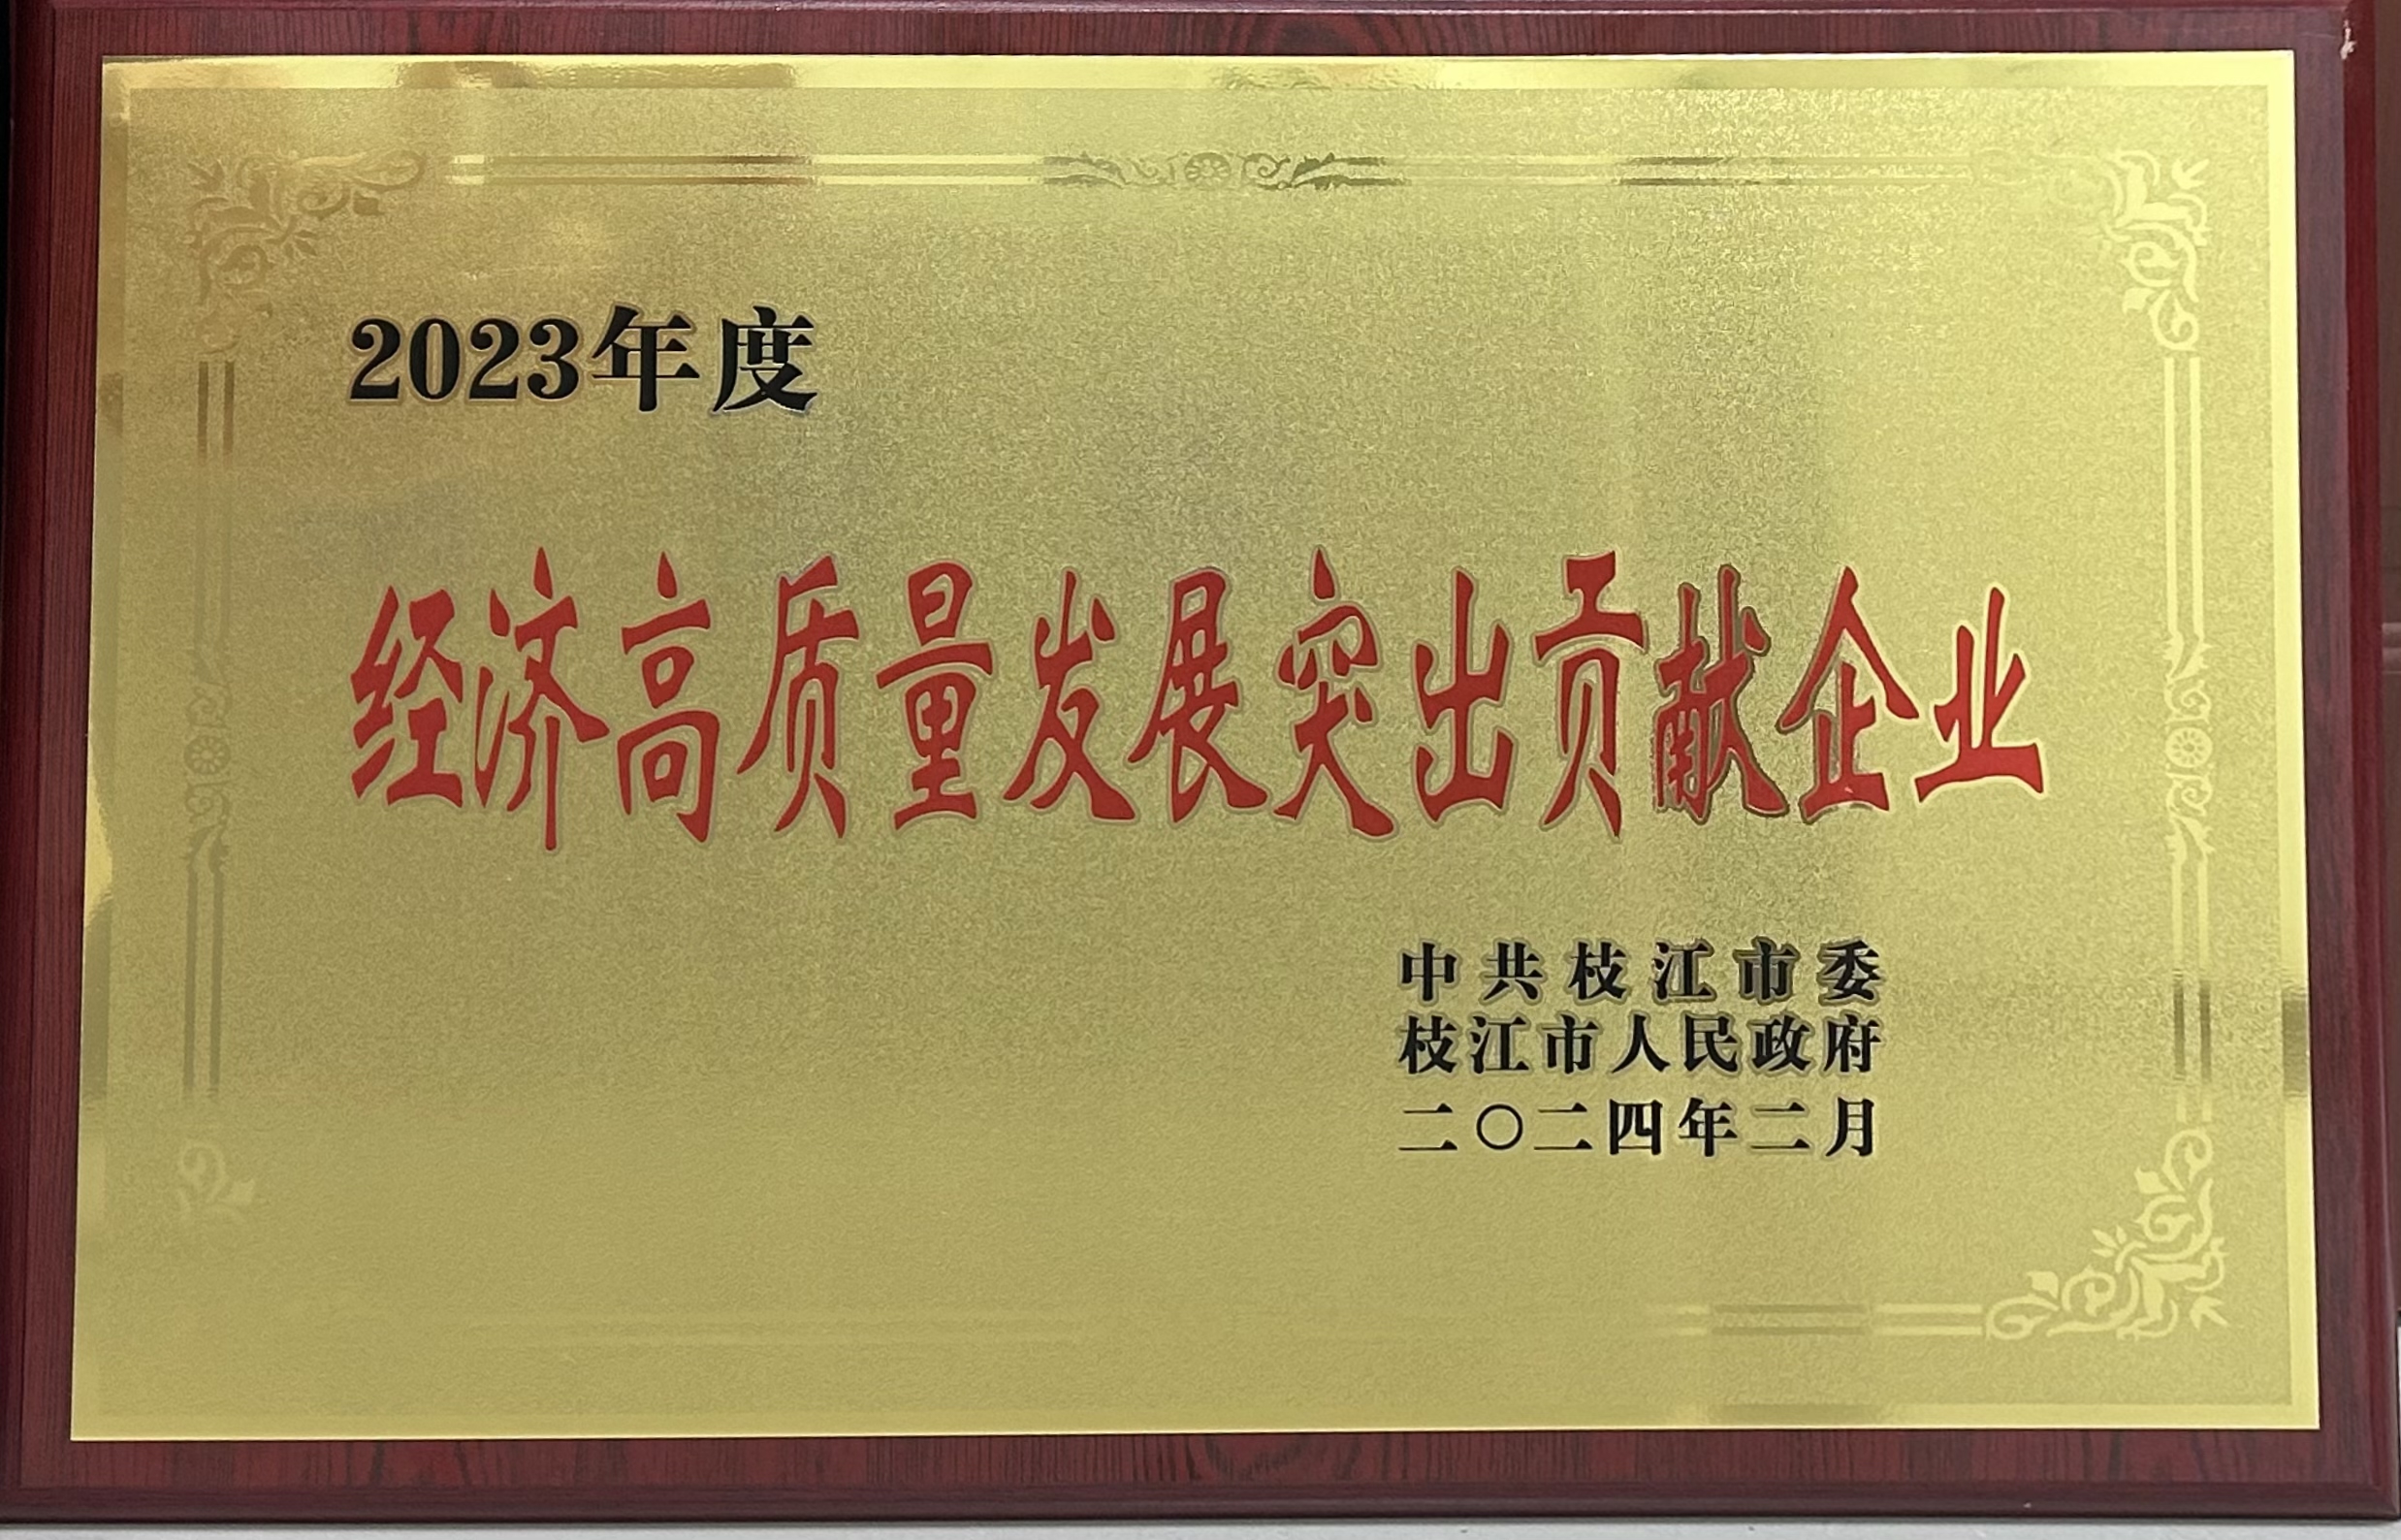 2023年度
经济高质量发展突出贡献企业
中共枝江市委
枝江市人民政府
二〇二四年二月